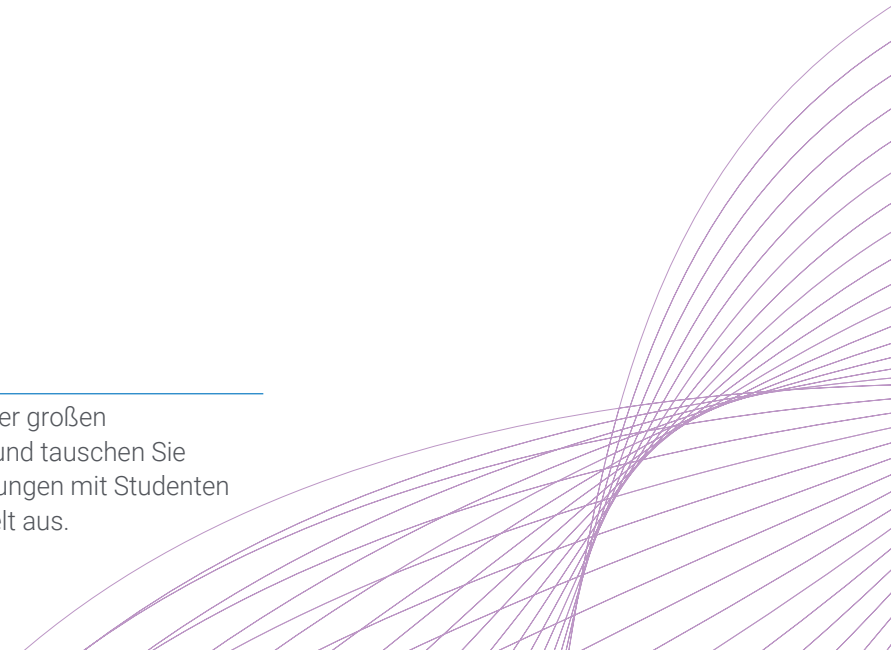 er großen
und tauschen Sie
ungen mit Studenten
lt aus.